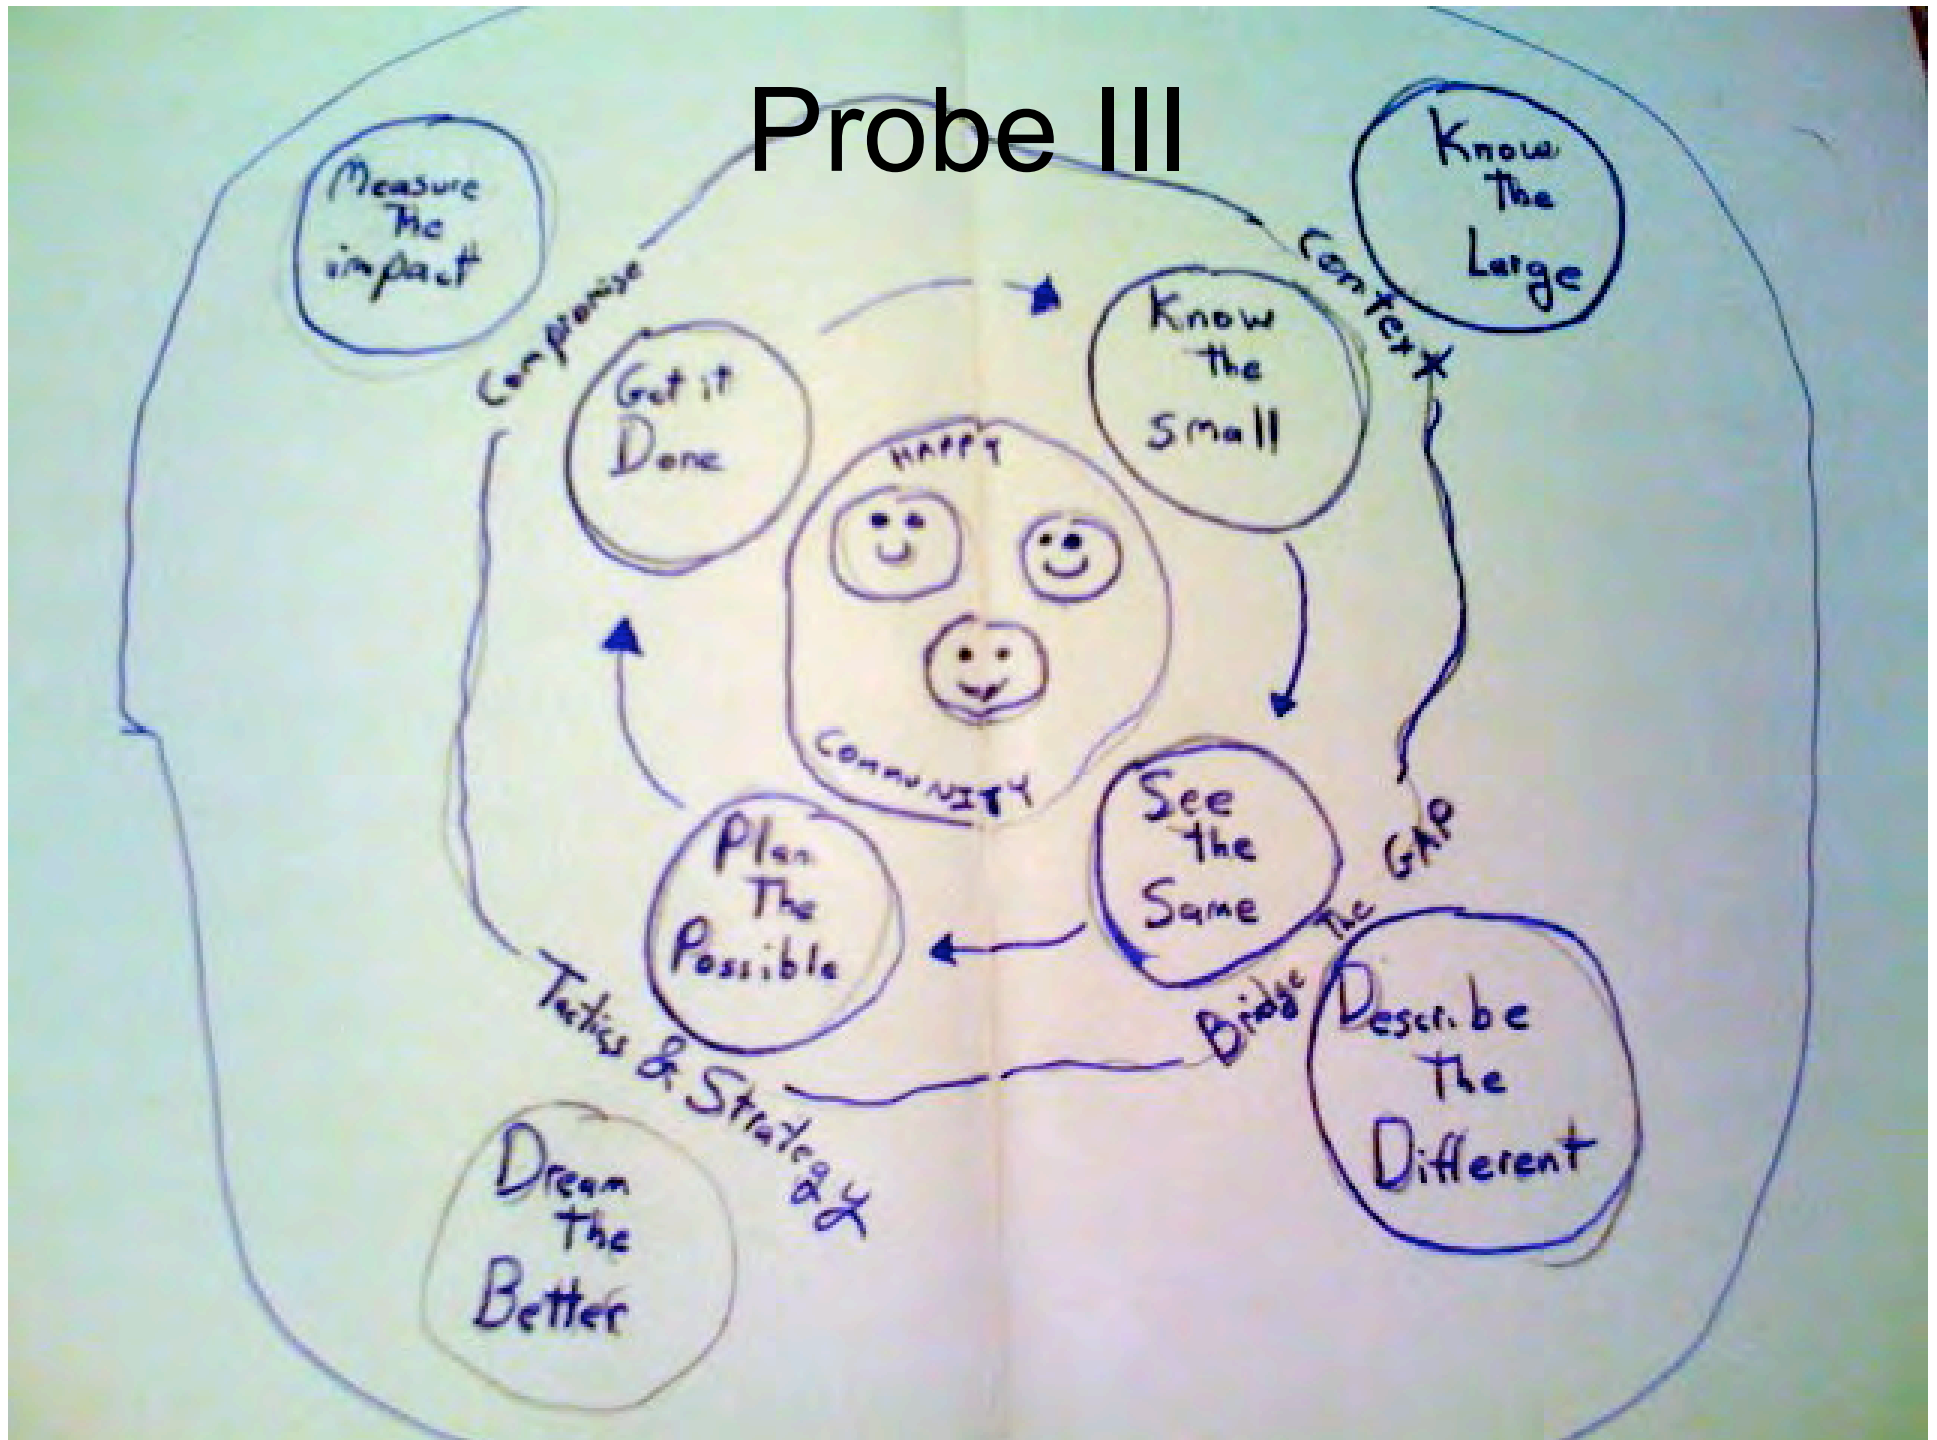 Probe III
Measure
The
impact
Know
The
Large
Compromise
Context
Get it
Done
Know
the
small
HAPPY
COMMUNITY
See
the
Same
Plan
The
Possible
GAP
The
Bridge
Describe
The
Different
Tactics & Strategy
Dream
The
Better